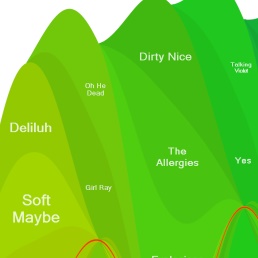 Dirty Nice
Talking
Violet
Oh He
Dead
Deliluh
The
Allergies
Yes
Girl Ray
Soft
Maybe